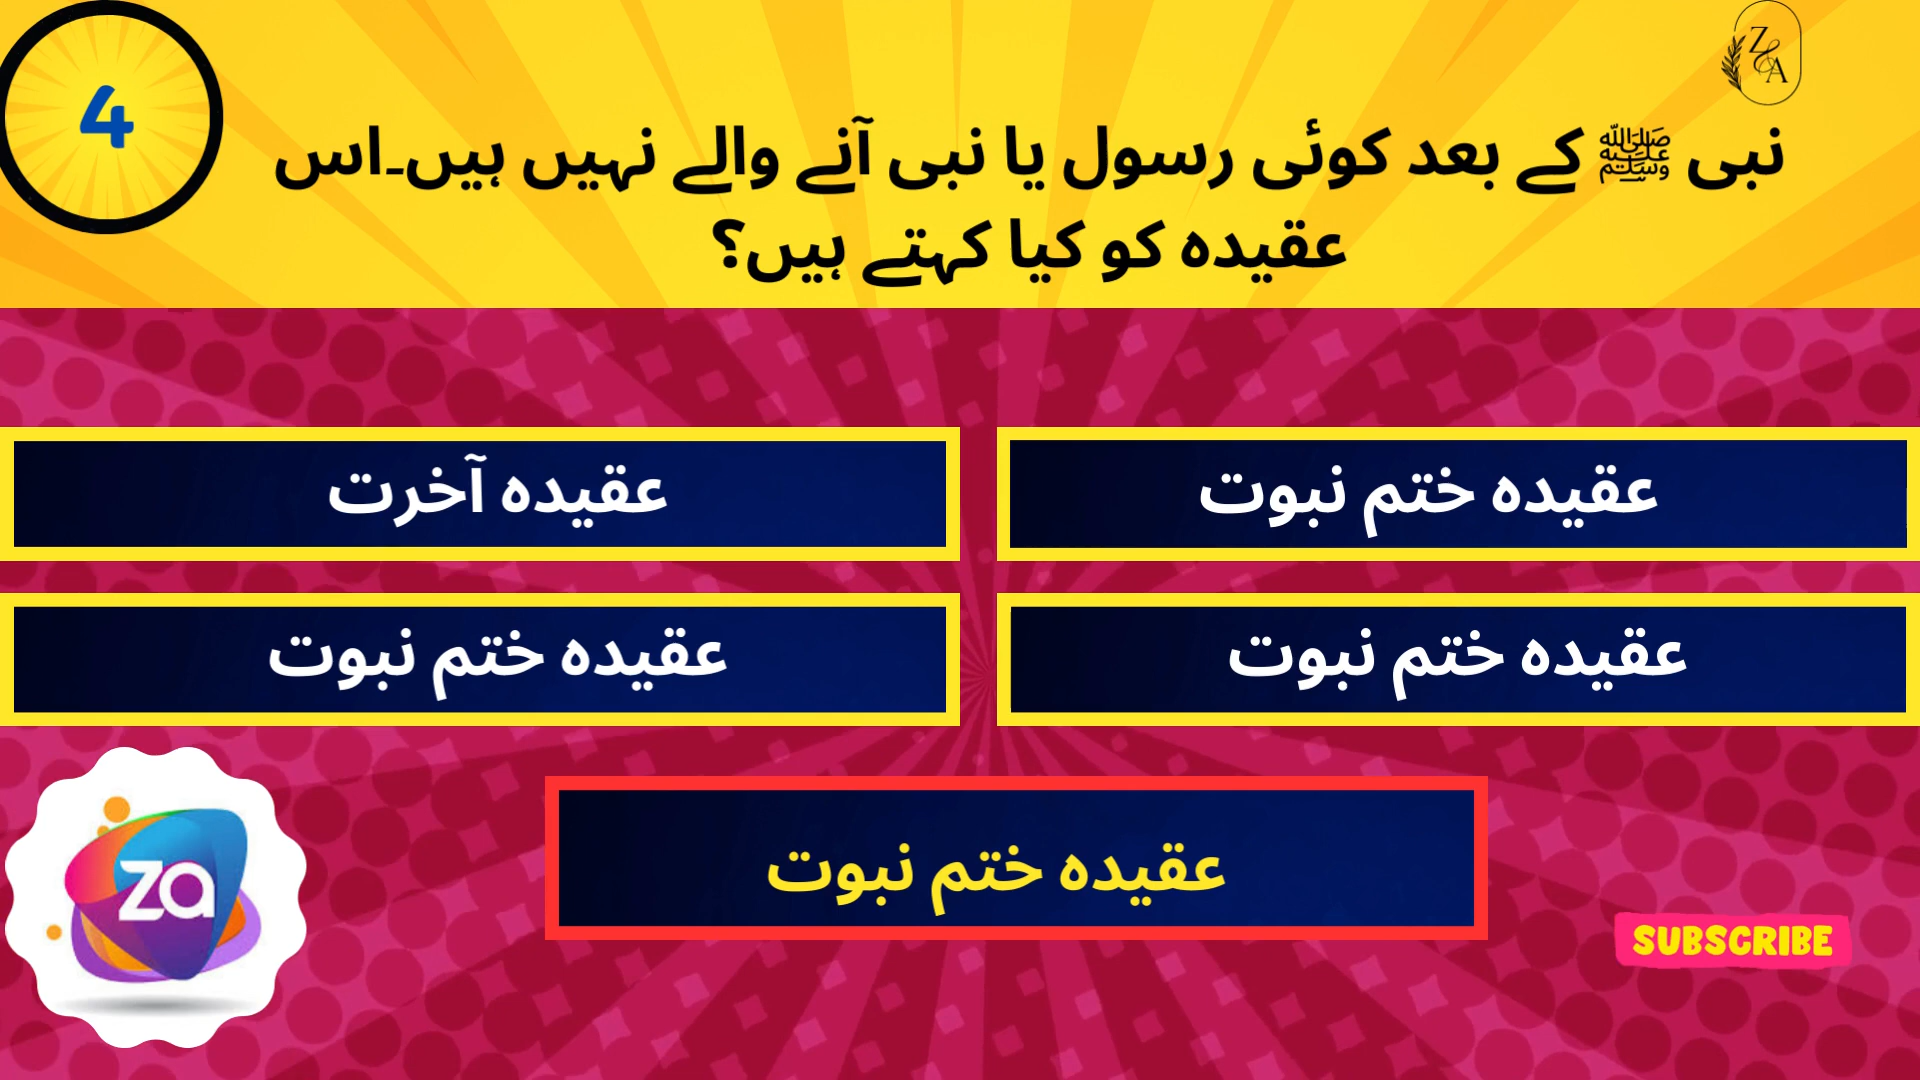 4
Z&A
نبی ﷺ کے بعد کوئی رسول یا نبی آنے والے نہیں ہیں۔اس
عقیدہ کو کیا کہتے ہیں؟
عقیدہ ختم نبوت
عقیدہ آخرت
عقیدہ ختم نبوت
عقیدہ ختم نبوت
عقیدہ ختم نبوت
za
SUBSCRIBE